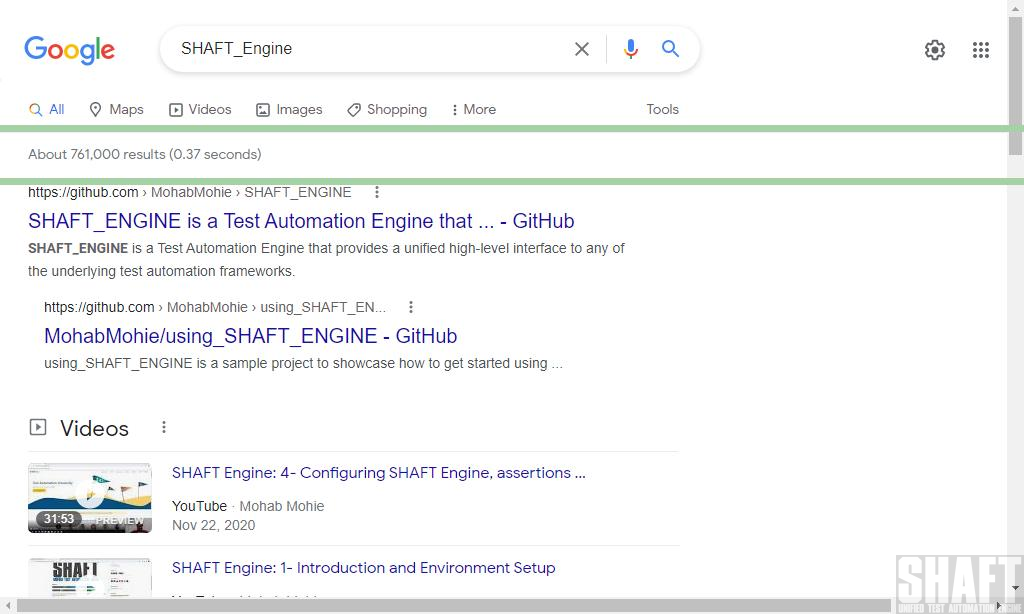 Google
SHAFT_Engine
All
Maps
Videos
Images
Shopping
More
Tools
About 761,000 results (0.37 seconds)
https://github.com › MohabMohie › SHAFT_ENGINE
SHAFT_ENGINE is a Test Automation Engine that ... - GitHub
SHAFT_ENGINE is a Test Automation Engine that provides a unified high-level interface to any of
the underlying test automation frameworks.
https://github.com › MohabMohie › using_SHAFT_EN...
MohabMohie/using_SHAFT_ENGINE - GitHub
using_SHAFT_ENGINE is a sample project to showcase how to get started using ...
Videos
SHAFT Engine: 4- Configuring SHAFT Engine, assertions ...
31:53
PREVIEW
YouTube · Mohab Mohie
Nov 22, 2020
SHAFT
SHAFT Engine: 1- Introduction and Environment Setup
SHAFT
UNIFIED TEST AUTOMATION